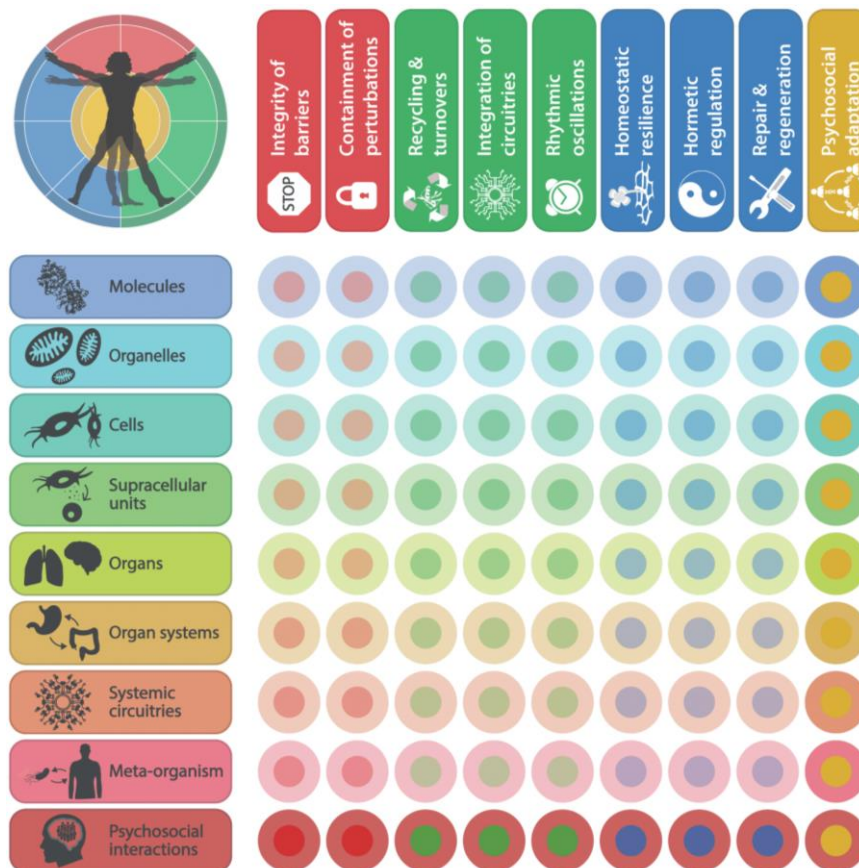 Integrity of
barriers
STOP
Containment of
perturbations
Recycling &
turnovers
Integration of
circuitries
Rhythmic
oscillations
Homeostatic
resilience
Hormetic
regulation
Repair &
regeneration
Psychosocial
adaptation
Molecules
Organelles
Cells
Supracellular
units
Organs
Organ systems
Systemic
circuitries
Meta-organism
Psychosocial
interactions